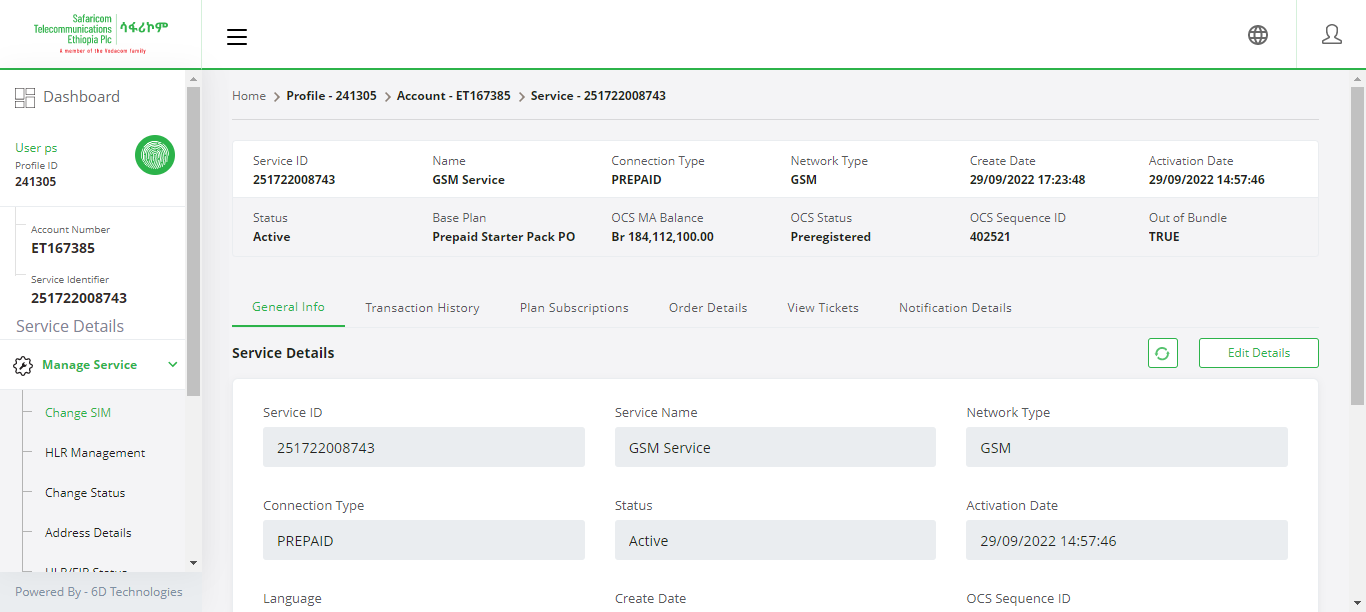 Safaricom
Telecommunications
Ethiopia Plc
ሳፋሪኮም
A member of the Vodacom family
Dashboard
User ps
Profile ID
241305
Account Number
ET167385
Service Identifier
251722008743
Service Details
Manage Service
Change SIM
HLR Management
Change Status
Address Details
HLR/EIR Status
Powered By - 6D Technologies
Home > Profile - 241305 > Account - ET167385 > Service - 251722008743
Service ID Name Connection Type Network Type Create Date Activation Date
251722008743 GSM Service PREPAID GSM 29/09/2022 17:23:48 29/09/2022 14:57:46
Status Base Plan OCS MA Balance OCS Status OCS Sequence ID Out of Bundle
Active Prepaid Starter Pack PO Br 184,112,100.00 Preregistered 402521 TRUE
General Info Transaction History Plan Subscriptions Order Details View Tickets Notification Details
Service Details Edit Details
Service ID Service Name Network Type
251722008743 GSM Service GSM
Connection Type Status Activation Date
PREPAID Active 29/09/2022 14:57:46
Language Create Date OCS Sequence ID